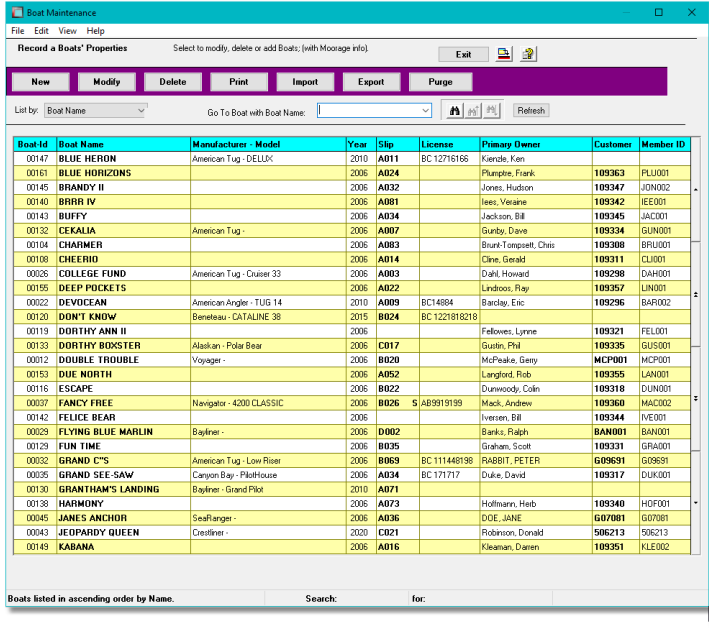 Boat Maintenance
File Edit View Help
Record a Boats' Properties Select to modify, delete or add Boats; (with Moorage info). Exit
New Modify Delete Print Import Export Purge
List by: Boat Name Go To Boat with Boat Name: Refresh
Boat-Id Boat Name Manufacturer - Model Year Slip License Primary Owner Customer Member ID
00147 BLUE HERON American Tug - DELUX 2010 A011 BC 12716166 Kienzle, Ken
00161 BLUE HORIZONS 2006 A024 Plumptre, Frank 109363 PLU001
00145 BRANDY II 2006 A032 Jones, Hudson 109347 JON002
00140 BRRR IV 2006 A081 Iees, Veraine 109342 IEE001
00143 BUFFY 2006 A034 Jackson, Bill 109345 JAC001
00132 CEKALIA American Tug - 2006 A007 Gunby, Dave 109334 GUN001
00104 CHARMER 2006 A083 Brunt-Tompsett, Chris 109308 BRU001
00108 CHEERIO 2006 A014 Cline, Gerald 109311 CLI001
00026 COLLEGE FUND American Tug - Cruiser 33 2006 A003 Dahl, Howard 109298 DAH001
00155 DEEP POCKETS 2006 A022 Lindroos, Ray 109357 LIN001
00022 DEVOCEAN American Angler - TUG 14 2010 A009 BC14884 Barclay, Eric 109296 BAR002
00120 DON'T KNOW Beneteau - CATALINE 38 2015 B024 BC 1221818218
00119 DORTHY ANN II 2006 Fellowes, Lynne 109321 FEL001
00133 DORTHY BOXSTER Alaskan - Polar Bear 2006 C017 Gustin, Phil 109335 GUS001
00012 DOUBLE TROUBLE Voyager - 2006 B020 McPeake, Gerry MCP001 MCP001
00153 DUE NORTH 2006 A052 Langford, Rob 109355 LAN001
00116 ESCAPE 2006 B022 Dunwoody, Colin 109318 DUN001
00037 FANCY FREE Navigator - 4200 CLASSIC 2006 B026 S AB9919199 Mack, Andrew 109360 MAC002
00142 FELICE BEAR 2006 Iversen, Bill 109344 IVE001
00029 FLYING BLUE MARLIN Bayliner - 2006 D002 Banks, Ralph BAN001 BAN001
00129 FUN TIME 2006 B035 Graham, Scott 109331 GRA001
00032 GRAND C"S American Tug - Low Riser 2006 B069 BC 111448198 RABBIT, PETER G09691 G09691
00035 GRAND SEE-SAW Canyon Bay - PilotHouse 2006 A034 BC 171717 Duke, David 109317 DUK001
00130 GRANTHAM'S LANDING Bayliner - Grand Pilot 2010 A071
00138 HARMONY 2006 A073 Hoffmann, Herb 109340 HOF001
00045 JANES ANCHOR SeaRanger - 2006 A036 DOE, JANE G07081 G07081
00043 JEOPARDY QUEEN Crestliner - 2020 C021 Robinson, Donald 506213 506213
00149 KABANA 2006 A016 Kleaman, Darren 109351 KLE002
Boats listed in ascending order by Name. Search: for: